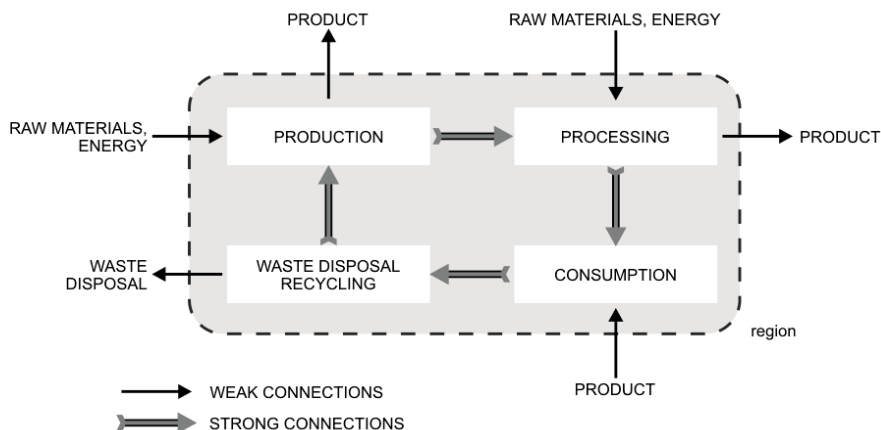 PRODUCT
RAW MATERIALS, ENERGY
RAW MATERIALS,
ENERGY
PRODUCTION
PROCESSING
PRODUCT
WASTE
DISPOSAL
WASTE DISPOSAL
RECYCLING
CONSUMPTION
region
PRODUCT
WEAK CONNECTIONS
STRONG CONNECTIONS